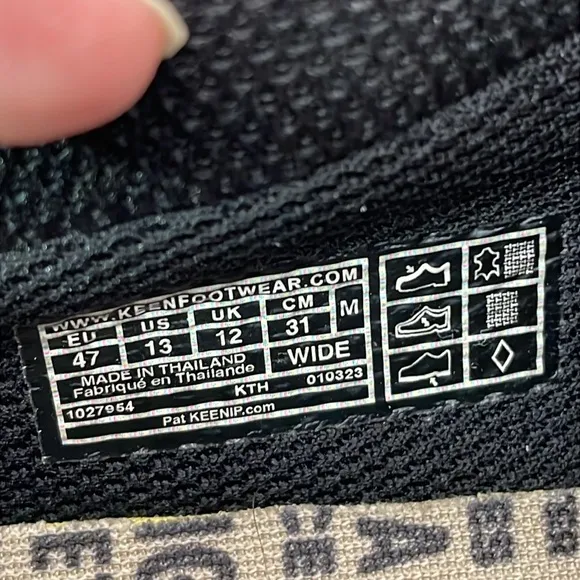 WWW.KEENFOOTWEAR.COM
EU US UK CM M
47 13 12 31
MADE IN THAILAND WIDE
Fabriqué en Thaïlande
1027954 KTH 010323
Pat KEENIP.com